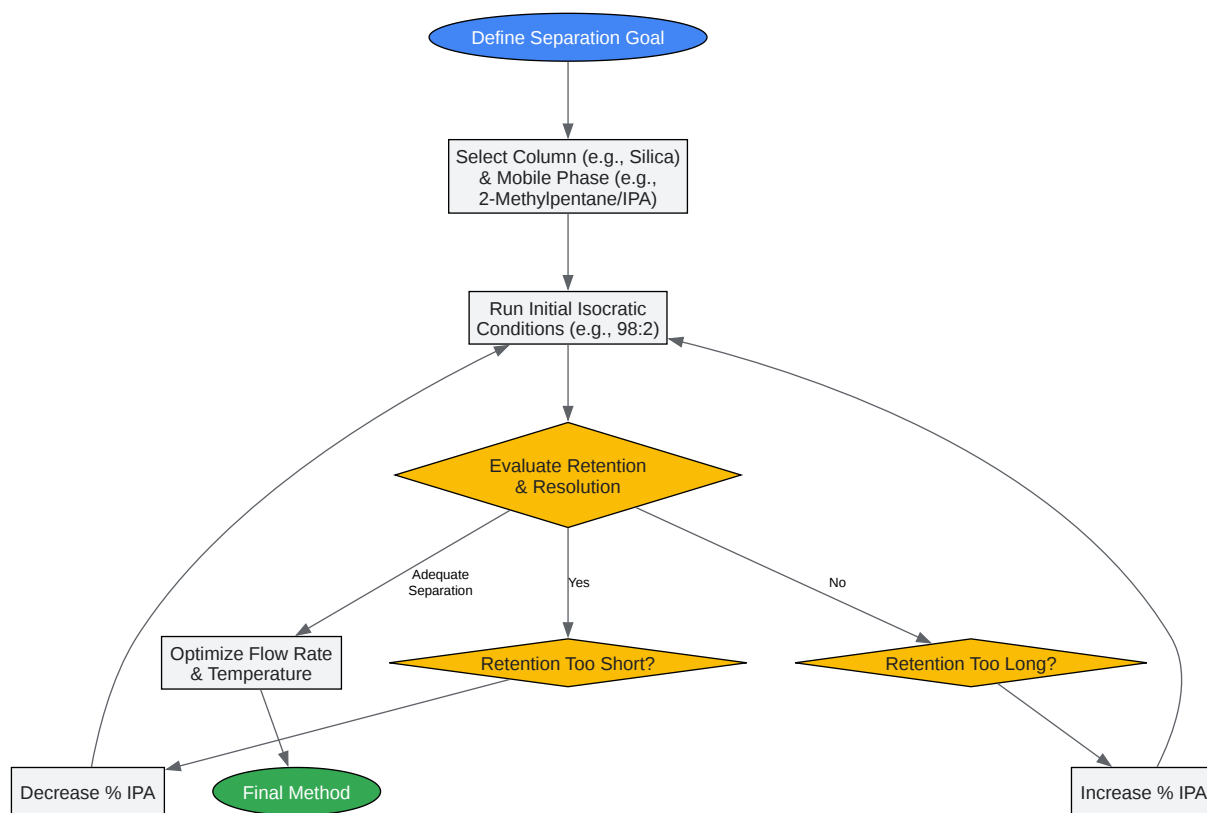 Define Separation Goal
Select Column (e.g., Silica)
& Mobile Phase (e.g.,
2-Methylpentane/IPA)
Run Initial Isocratic
Conditions (e.g., 98:2)
Evaluate Retention
& Resolution
Adequate
Separation
Yes
No
Optimize Flow Rate
& Temperature
Retention Too Short?
Retention Too Long?
Decrease % IPA
Final Method
Increase % IPA